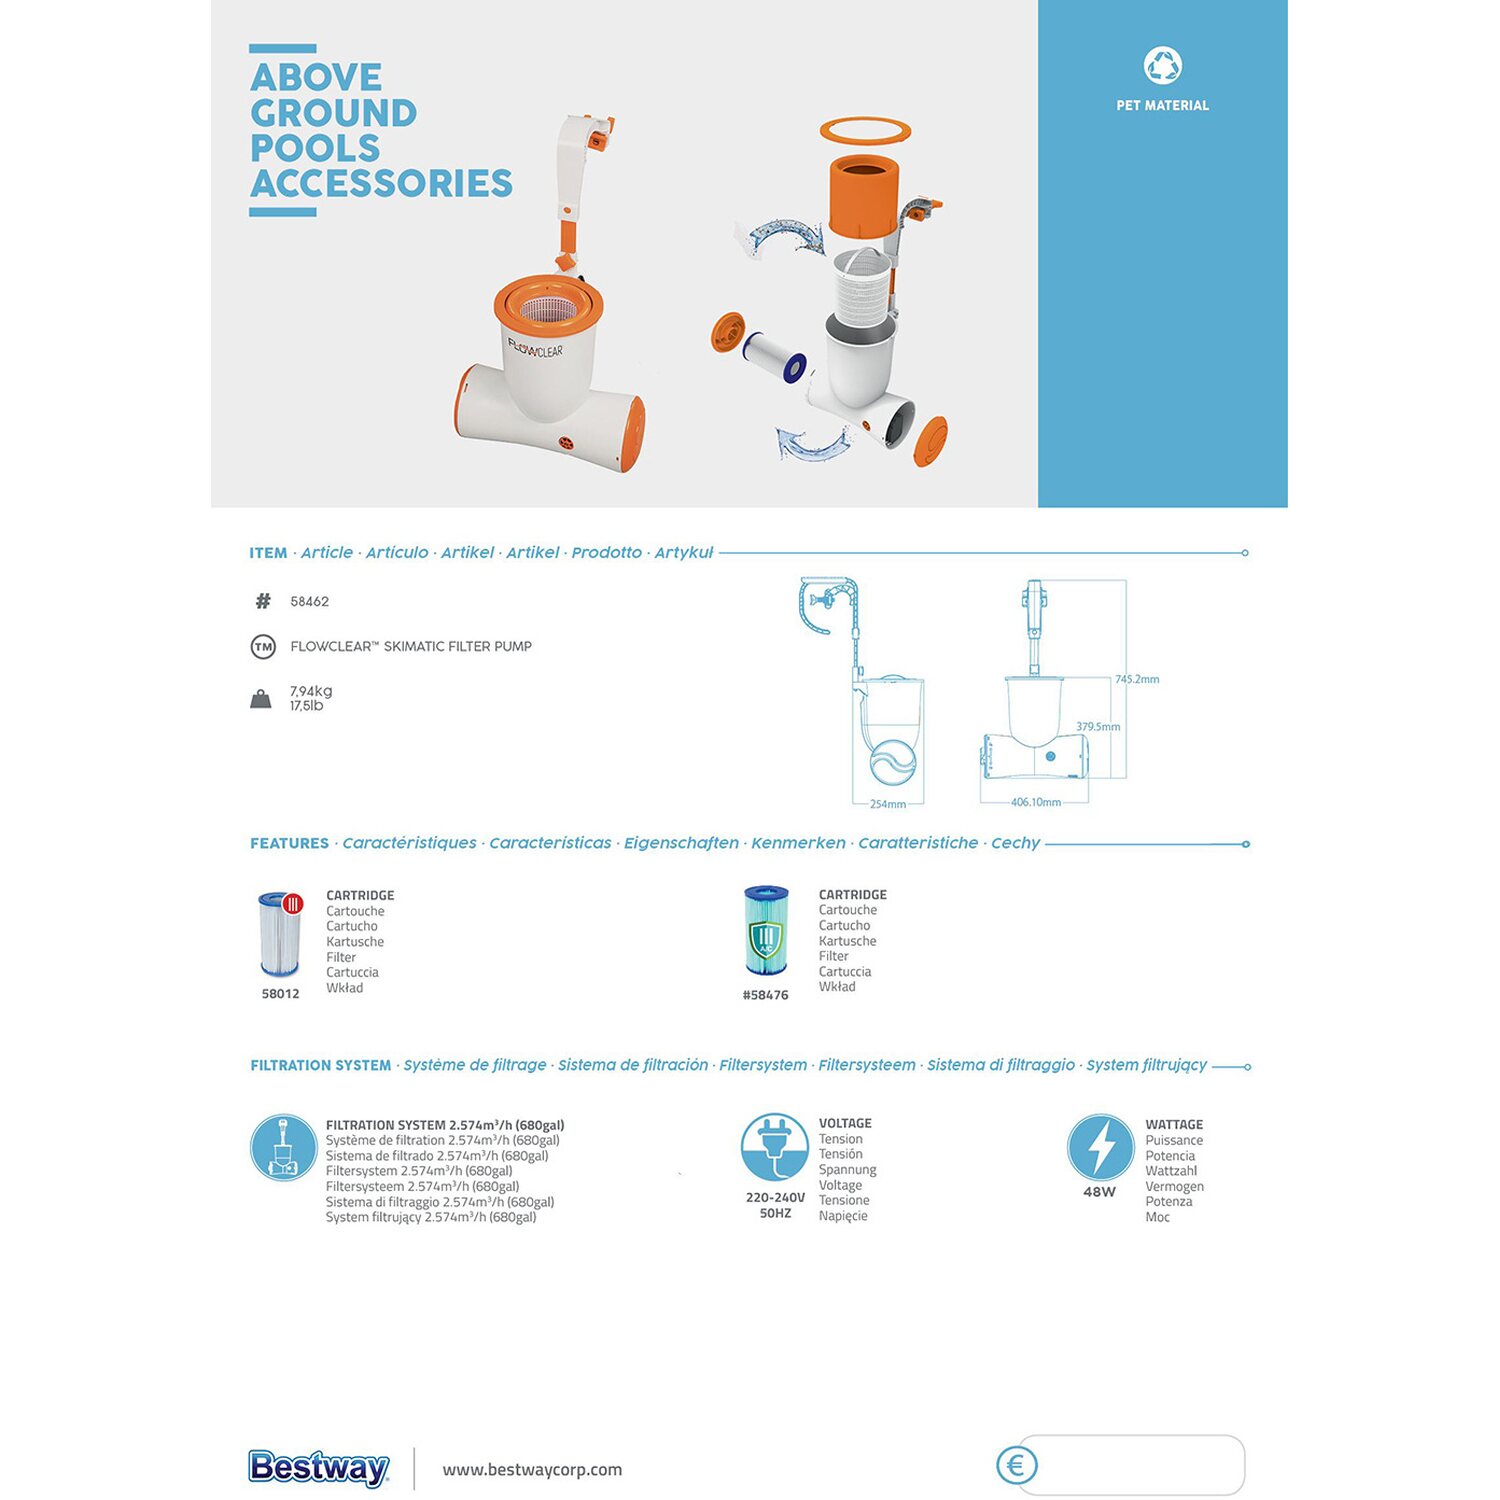 ABOVE
GROUND
POOLS
ACCESSORIES
PET MATERIAL
FLOWCLEAR
ITEM · Article · Artículo · Artikel · Artikel · Prodotto · Artykuł
# 58462
TM FLOWCLEAR™ SKIMATIC FILTER PUMP
7,94kg
17,5lb
745.2mm
379.5mm
254mm
406.10mm
FEATURES · Caractéristiques · Características · Eigenschaften · Kenmerken · Caratteristiche · Cechy
CARTRIDGE
Cartouche
Cartucho
Kartusche
Filter
Cartuccia
Wkład
III
58012
CARTRIDGE
Cartouche
Cartucho
Kartusche
Filter
Cartuccia
Wkład
III
A/C
#58476
FILTRATION SYSTEM · Système de filtrage · Sistema de filtración · Filtersystem · Filtersysteem · Sistema di filtraggio · System filtrujący
FILTRATION SYSTEM 2.574m³/h (680gal)
Système de filtration 2.574m³/h (680gal)
Sistema de filtrado 2.574m³/h (680gal)
Filtersystem 2.574m³/h (680gal)
Filtersysteem 2.574m³/h (680gal)
Sistema di filtraggio 2.574m³/h (680gal)
System filtrujący 2.574m³/h (680gal)
220-240V
50HZ
VOLTAGE
Tension
Tensión
Spannung
Voltage
Tensione
Napięcie
48W
WATTAGE
Puissance
Potencia
Wattzahl
Vermogen
Potenza
Moc
Bestway
www.bestwaycorp.com
€